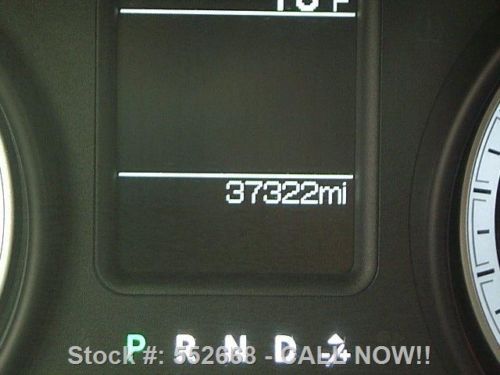 37322mi
P R N D -/+
Stock #: 552668 - CALL NOW!!